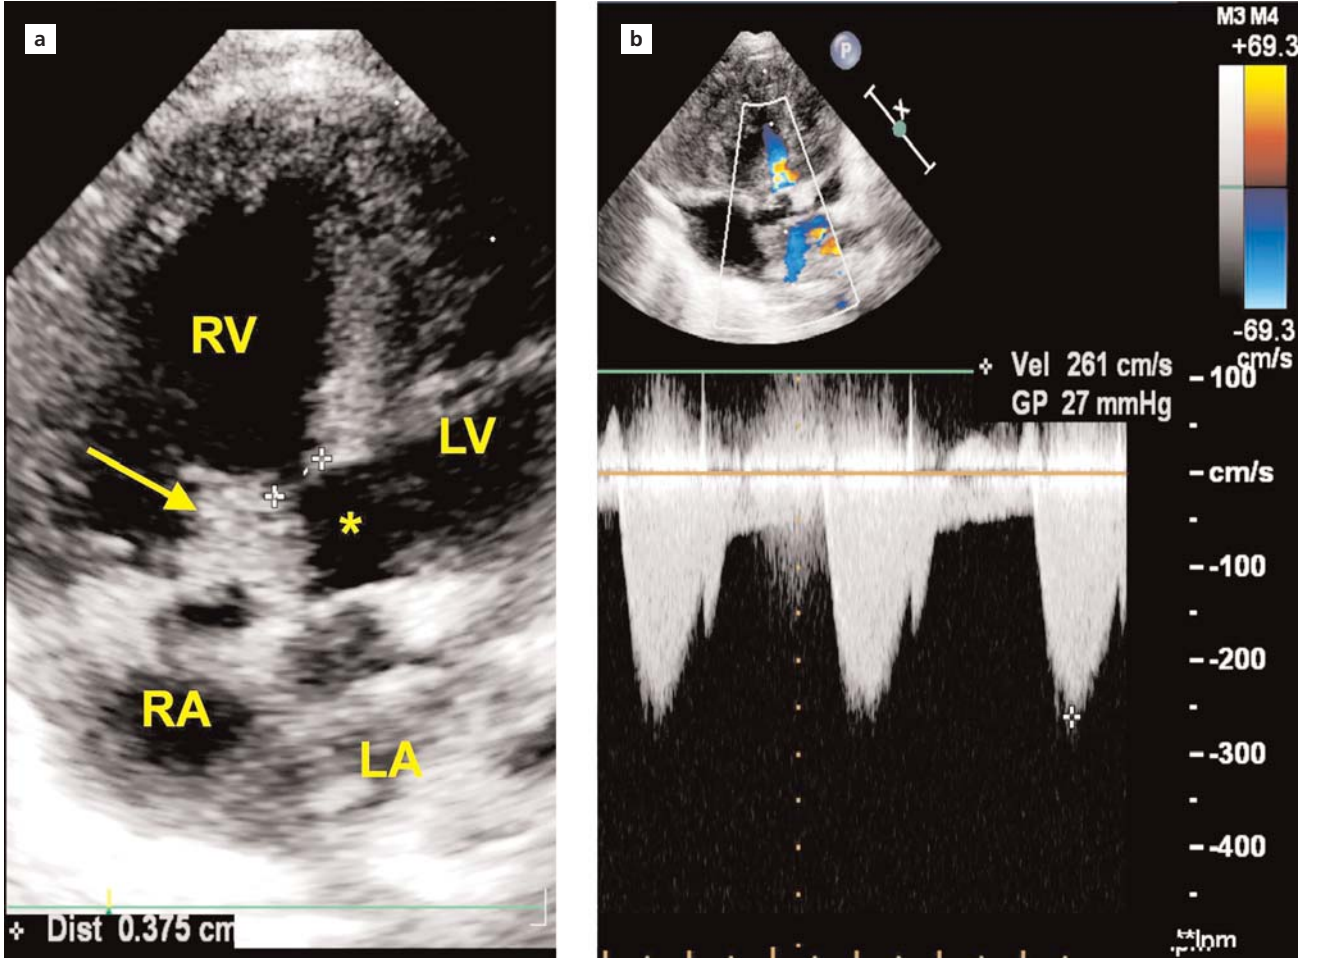 a
RV
LV
*
RA
LA
Dist 0.375 cm
b
P
X
M3 M4
+69.3
-69.3
cm/s
Vel 261 cm/s
GP 27 mmHg
100
cm/s
-100
-200
-300
-400